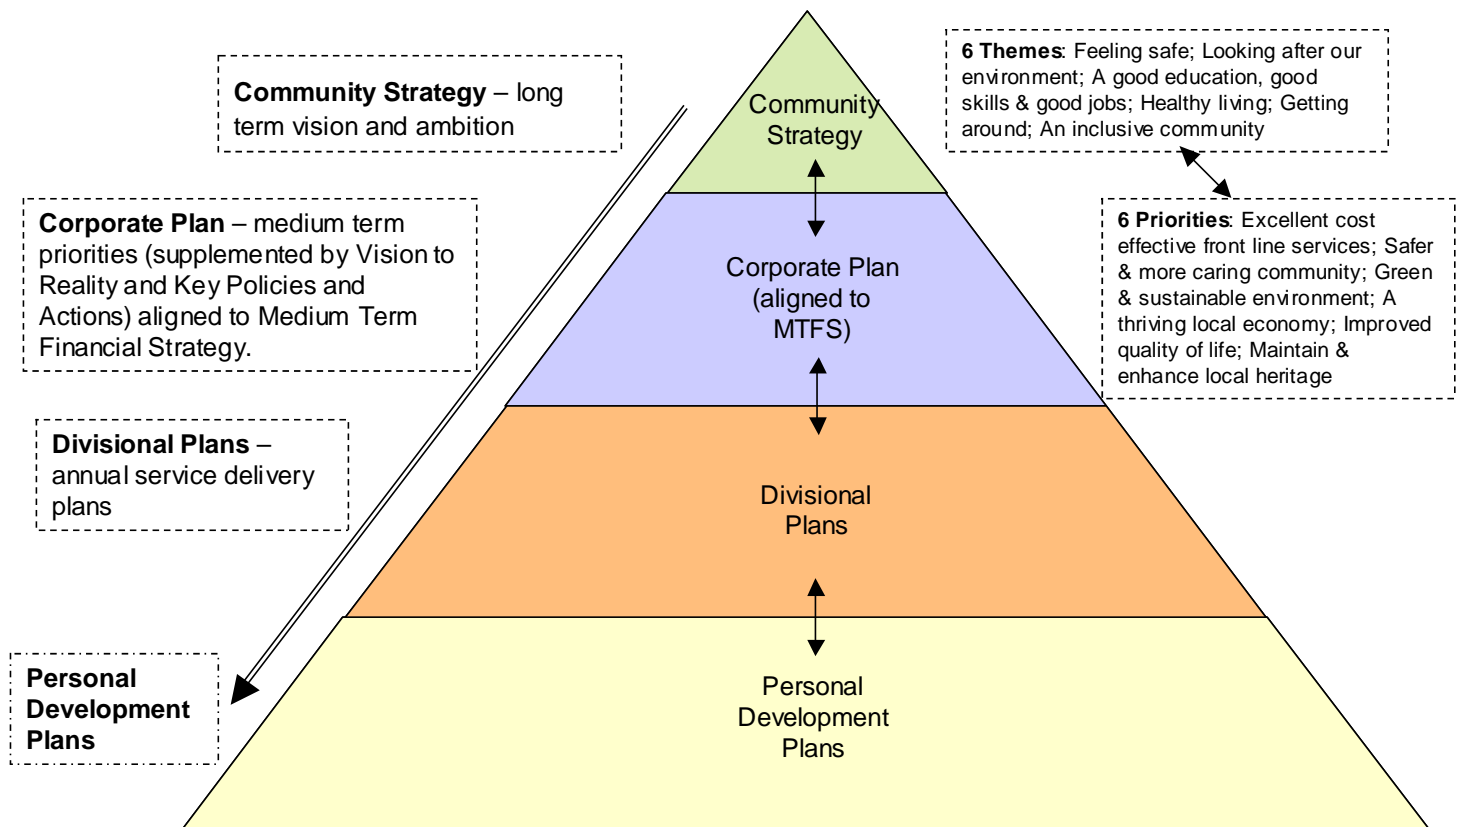 Community Strategy – long
term vision and ambition
Corporate Plan – medium term
priorities (supplemented by Vision to
Reality and Key Policies and
Actions) aligned to Medium Term
Financial Strategy.
Divisional Plans –
annual service delivery
plans
Personal
Development
Plans
Community
Strategy
Corporate Plan
(aligned to
MTFS)
Divisional
Plans
Personal
Development
Plans
6 Themes: Feeling safe; Looking after our
environment; A good education, good
skills & good jobs; Healthy living; Getting
around; An inclusive community
6 Priorities: Excellent cost
effective front line services; Safer
& more caring community; Green
& sustainable environment; A
thriving local economy; Improved
quality of life; Maintain &
enhance local heritage